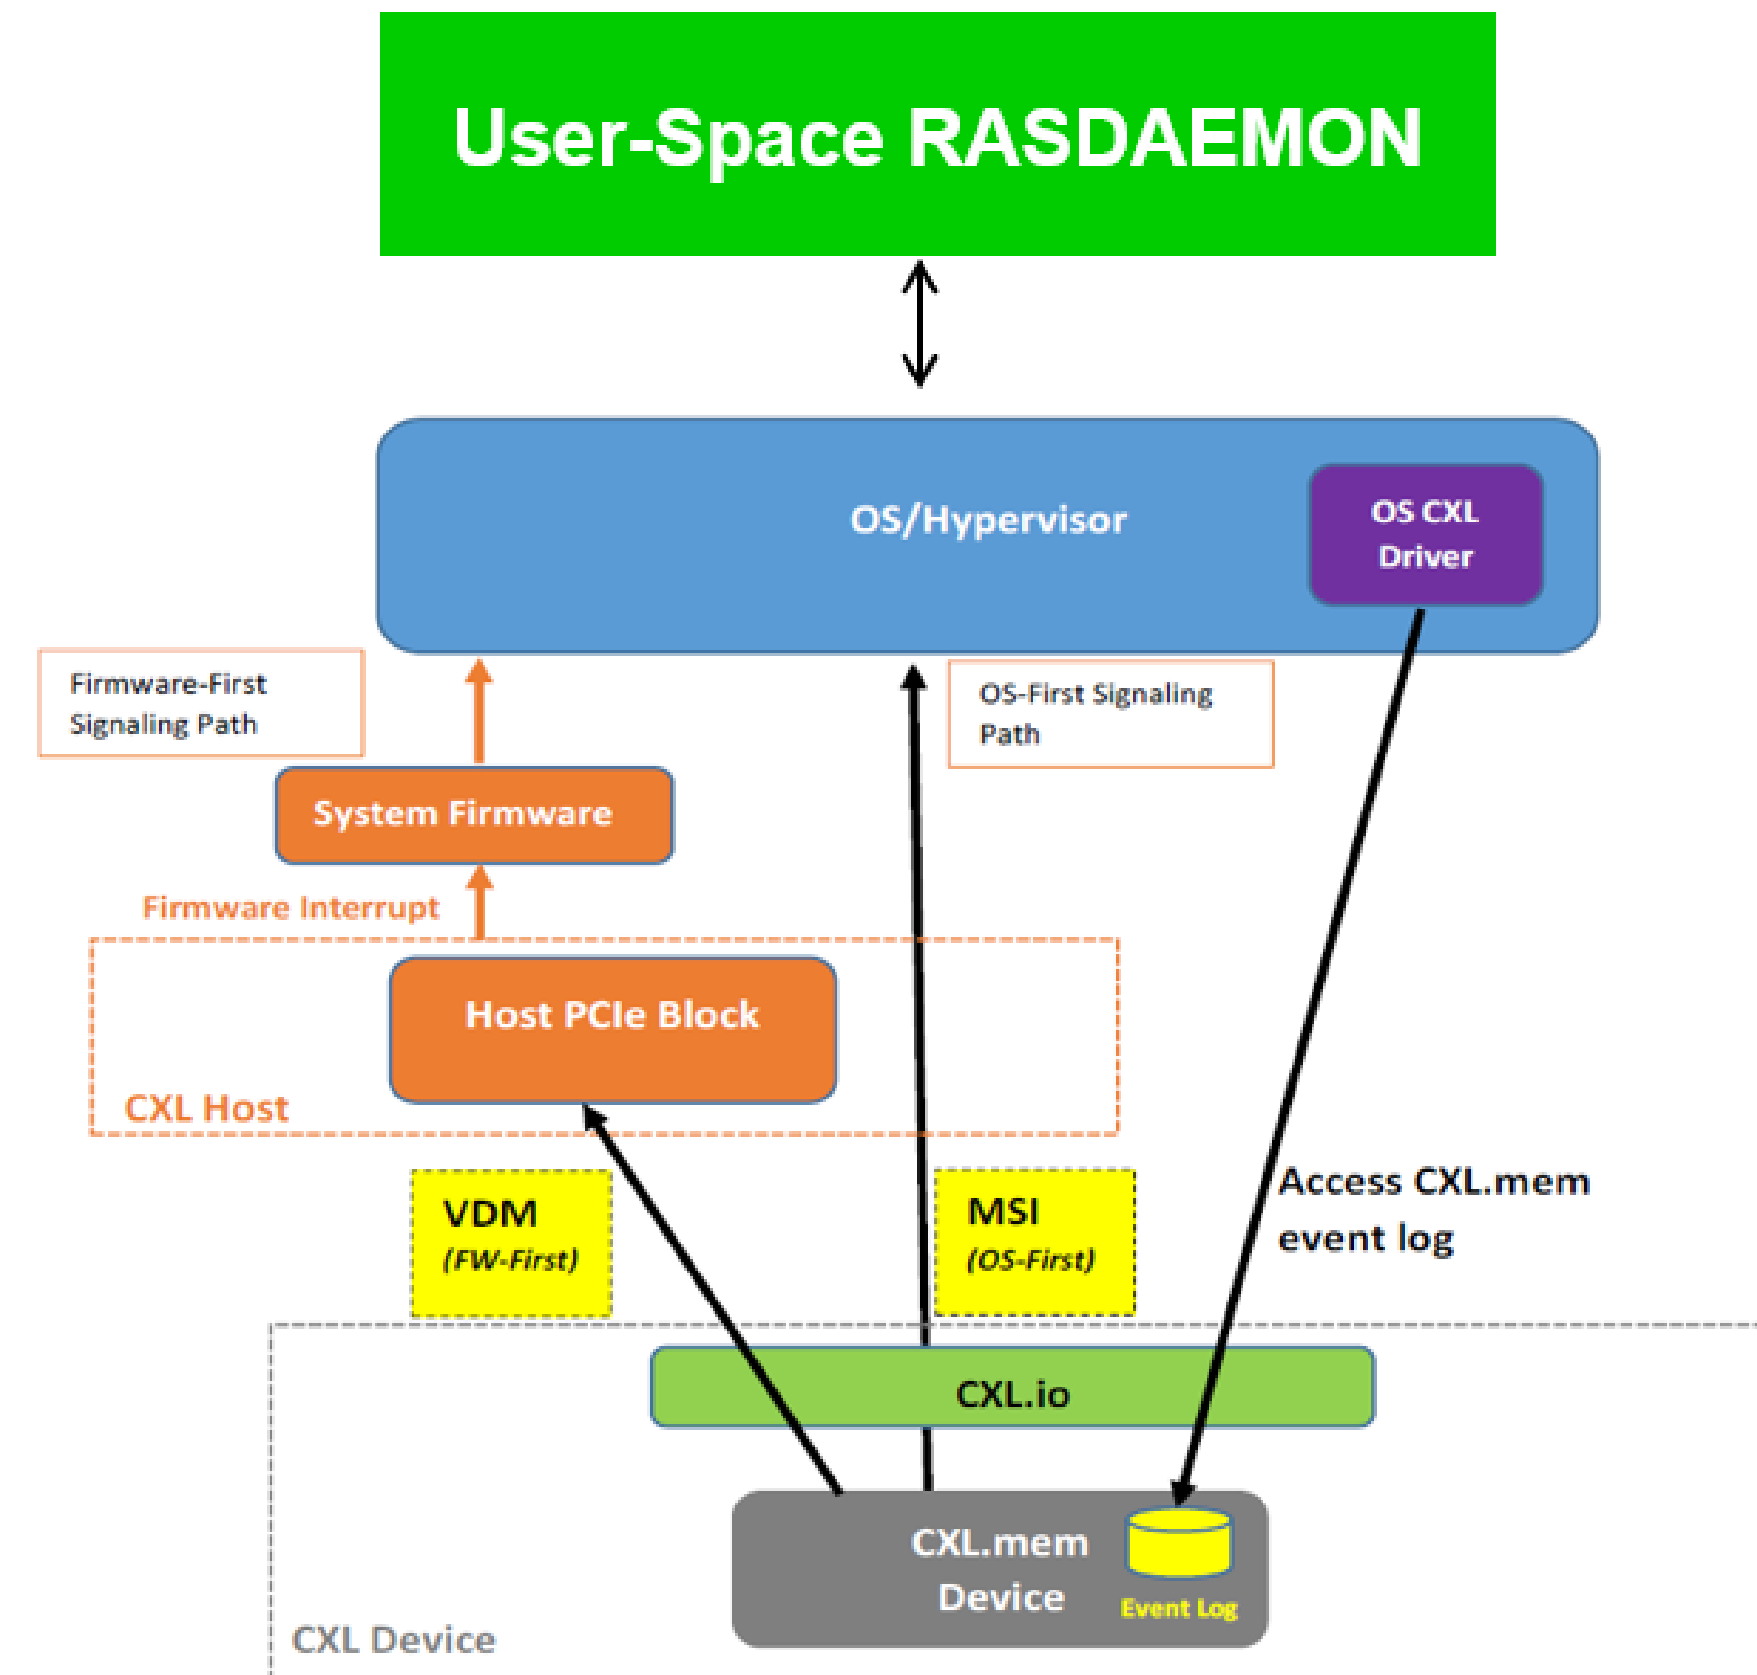 User-Space RASDAEMON
OS/Hypervisor
OS CXL
Driver
Firmware-First
Signaling Path
OS-First Signaling
Path
System Firmware
Firmware Interrupt
Host PCIe Block
CXL Host
VDM
(FW-First)
MSI
(OS-First)
Access CXL.mem
event log
CXL.io
CXL.mem
Device
Event Log
CXL Device